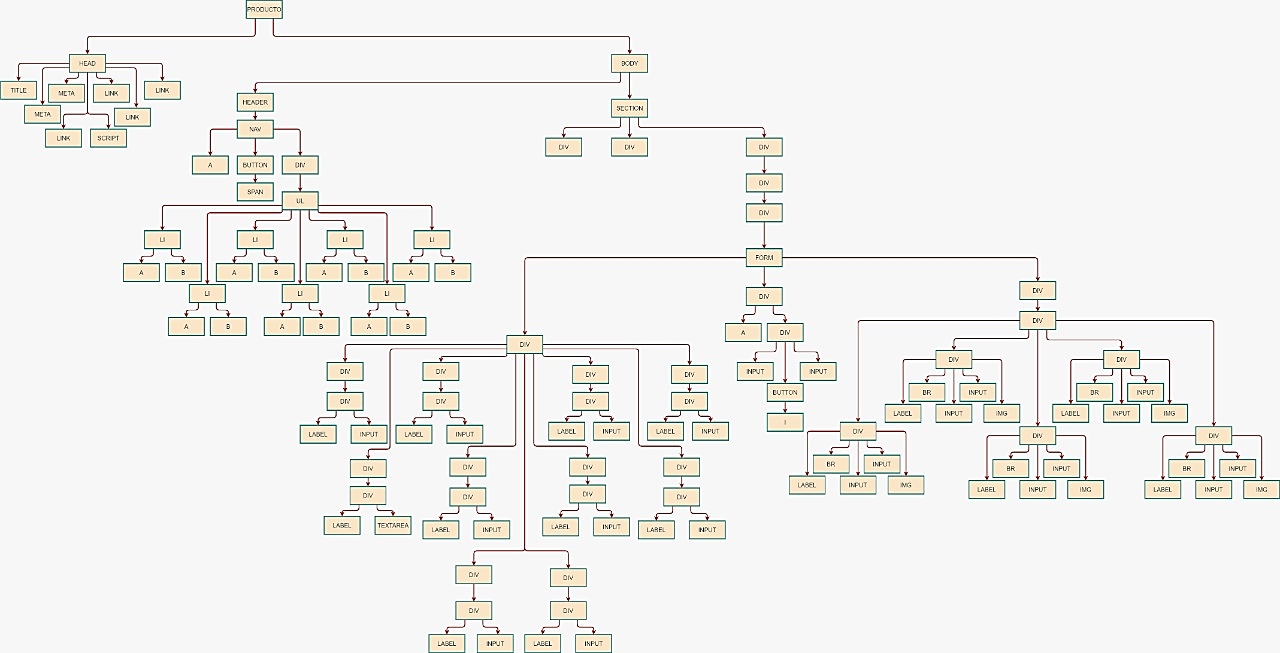 PRODUCTO
HEAD
BODY
TITLE
META
LINK
LINK
META
LINK
LINK
SCRIPT
HEADER
SECTION
NAV
DIV
DIV
DIV
A
BUTTON
DIV
DIV
SPAN
UL
DIV
LI
LI
LI
LI
FORM
A
B
A
B
A
B
A
B
LI
LI
LI
DIV
DIV
A
B
A
B
A
B
DIV
A
DIV
DIV
DIV
DIV
DIV
DIV
DIV
DIV
DIV
INPUT
INPUT
BR
INPUT
BR
INPUT
DIV
DIV
DIV
DIV
BUTTON
LABEL
INPUT
IMG
LABEL
INPUT
IMG
LABEL
INPUT
LABEL
INPUT
LABEL
INPUT
LABEL
INPUT
I
DIV
DIV
DIV
DIV
DIV
DIV
DIV
BR
INPUT
BR
INPUT
BR
INPUT
LABEL
INPUT
IMG
LABEL
INPUT
IMG
LABEL
INPUT
IMG
DIV
DIV
DIV
DIV
LABEL
TEXTAREA
LABEL
INPUT
LABEL
INPUT
LABEL
INPUT
DIV
DIV
DIV
DIV
LABEL
INPUT
LABEL
INPUT